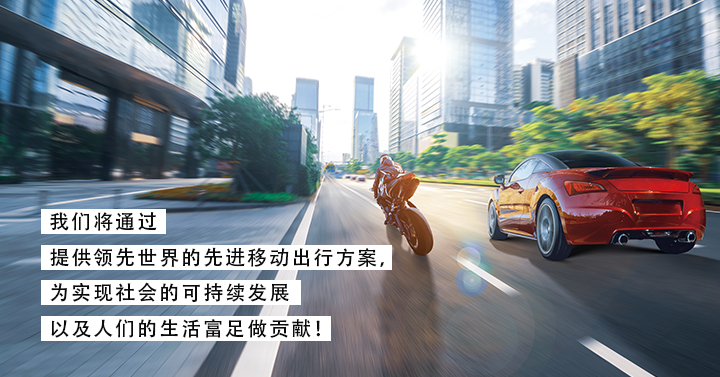 我们将通过
提供领先世界的先进移动出行方案，
为实现社会的可持续发展
以及人们的生活富足做贡献！